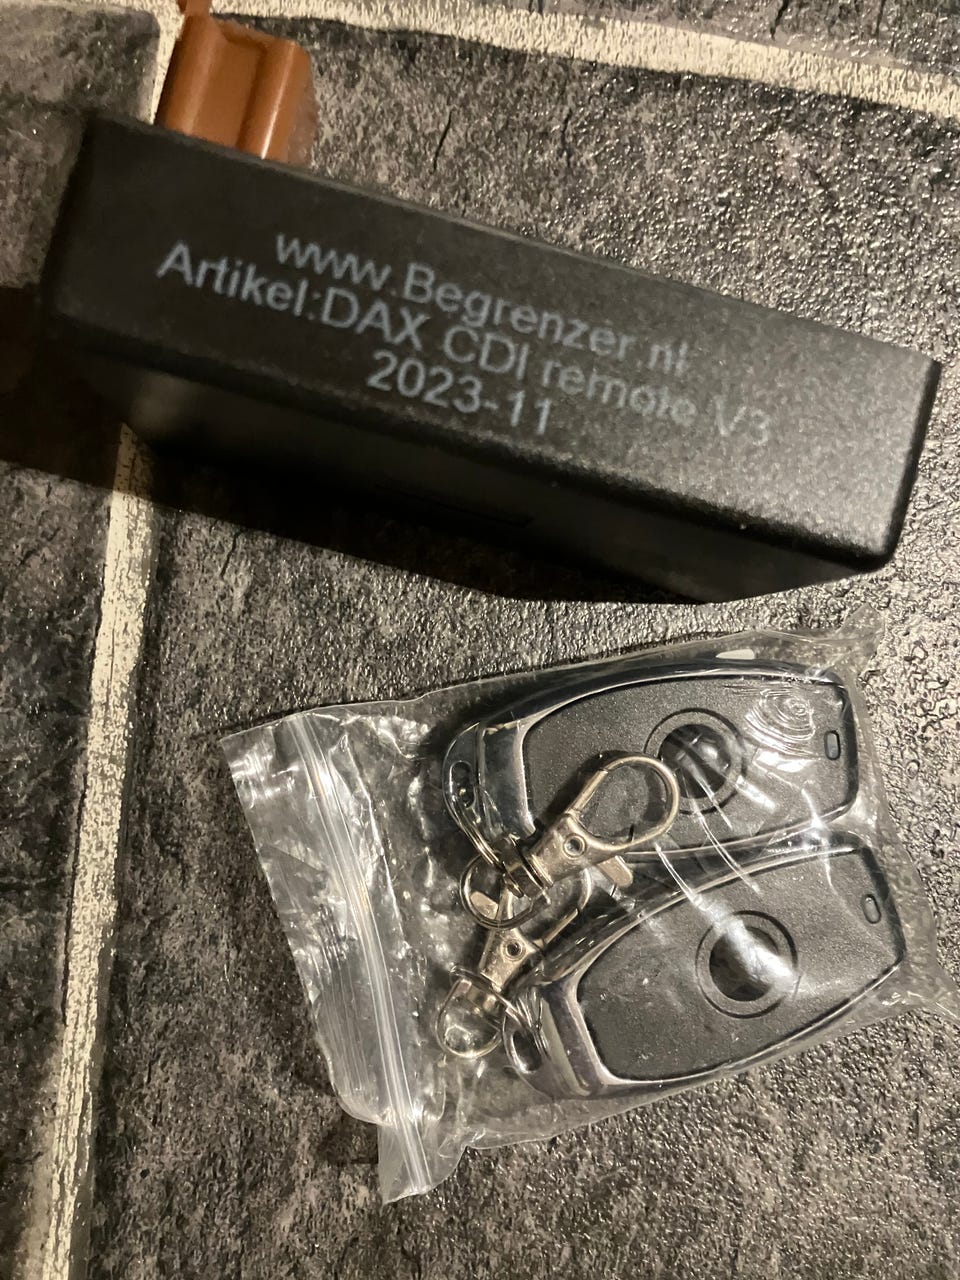 www.Begrenzer.nl
Artikel:DAX CDI remote V3
2023-11